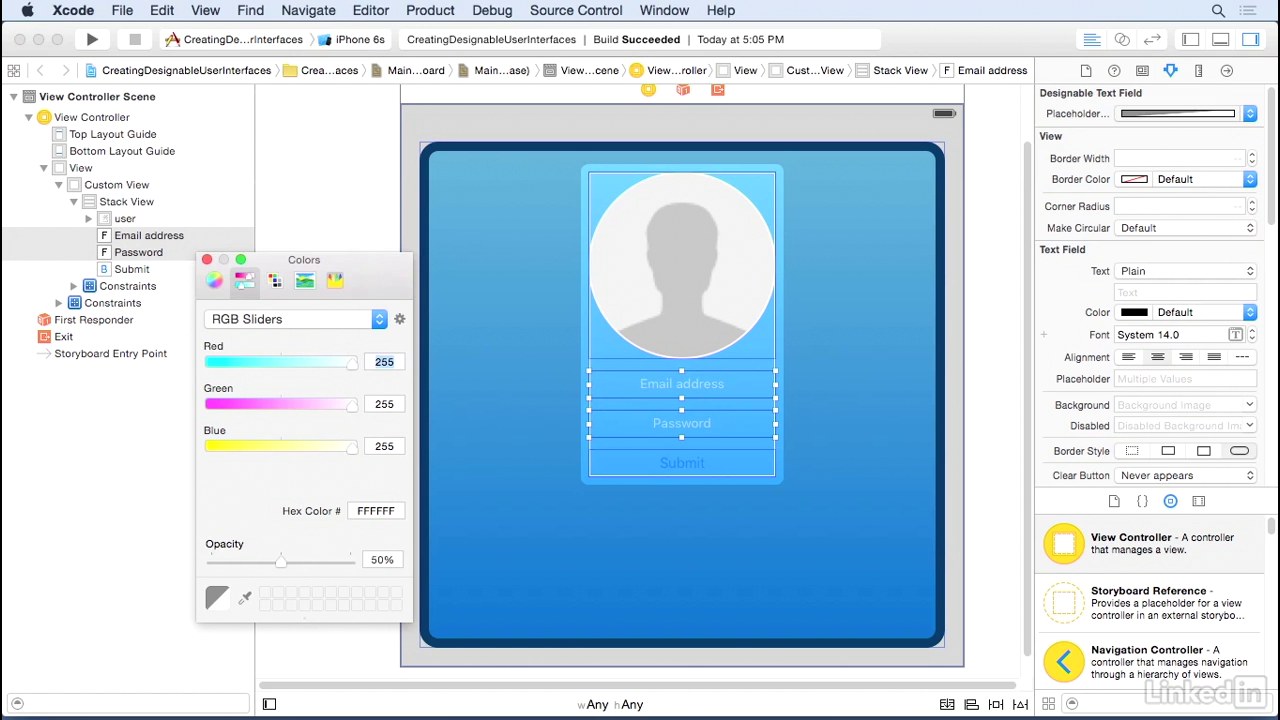 Xcode File Edit View Find Navigate Editor Product Debug Source Control Window Help
CreatingDe...rInterfaces iPhone 6s CreatingDesignableUserInterfaces | Build Succeeded | Today at 5:05 PM
CreatingDesignableUserInterfaces Crea...aces Main...oard Main...ase) View...cene View...roller View Cust...View Stack View F Email address
View Controller Scene
View Controller
Top Layout Guide
Bottom Layout Guide
View
Custom View
Stack View
user
F Email address
F Password
B Submit
Constraints
Constraints
First Responder
Exit
Storyboard Entry Point
Colors
RGB Sliders
Red
255
Green
255
Blue
255
Hex Color # FFFFFF
Opacity
50%
Email address
Password
Submit
wAny hAny
Designable Text Field
Placeholder...
View
Border Width
Border Color Default
Corner Radius
Make Circular Default
Text Field
Text Plain
Text
Color Default
+ Font System 14.0 T
Alignment
Placeholder Multiple Values
Background Background Image
Disabled Disabled Background Im
Border Style
Clear Button Never appears
{ }
View Controller - A controller
that manages a view.
Storyboard Reference -
Provides a placeholder for a view
controller in an external storybo...
Navigation Controller - A
controller that manages navigation
through a hierarchy of views.
LinkedIn